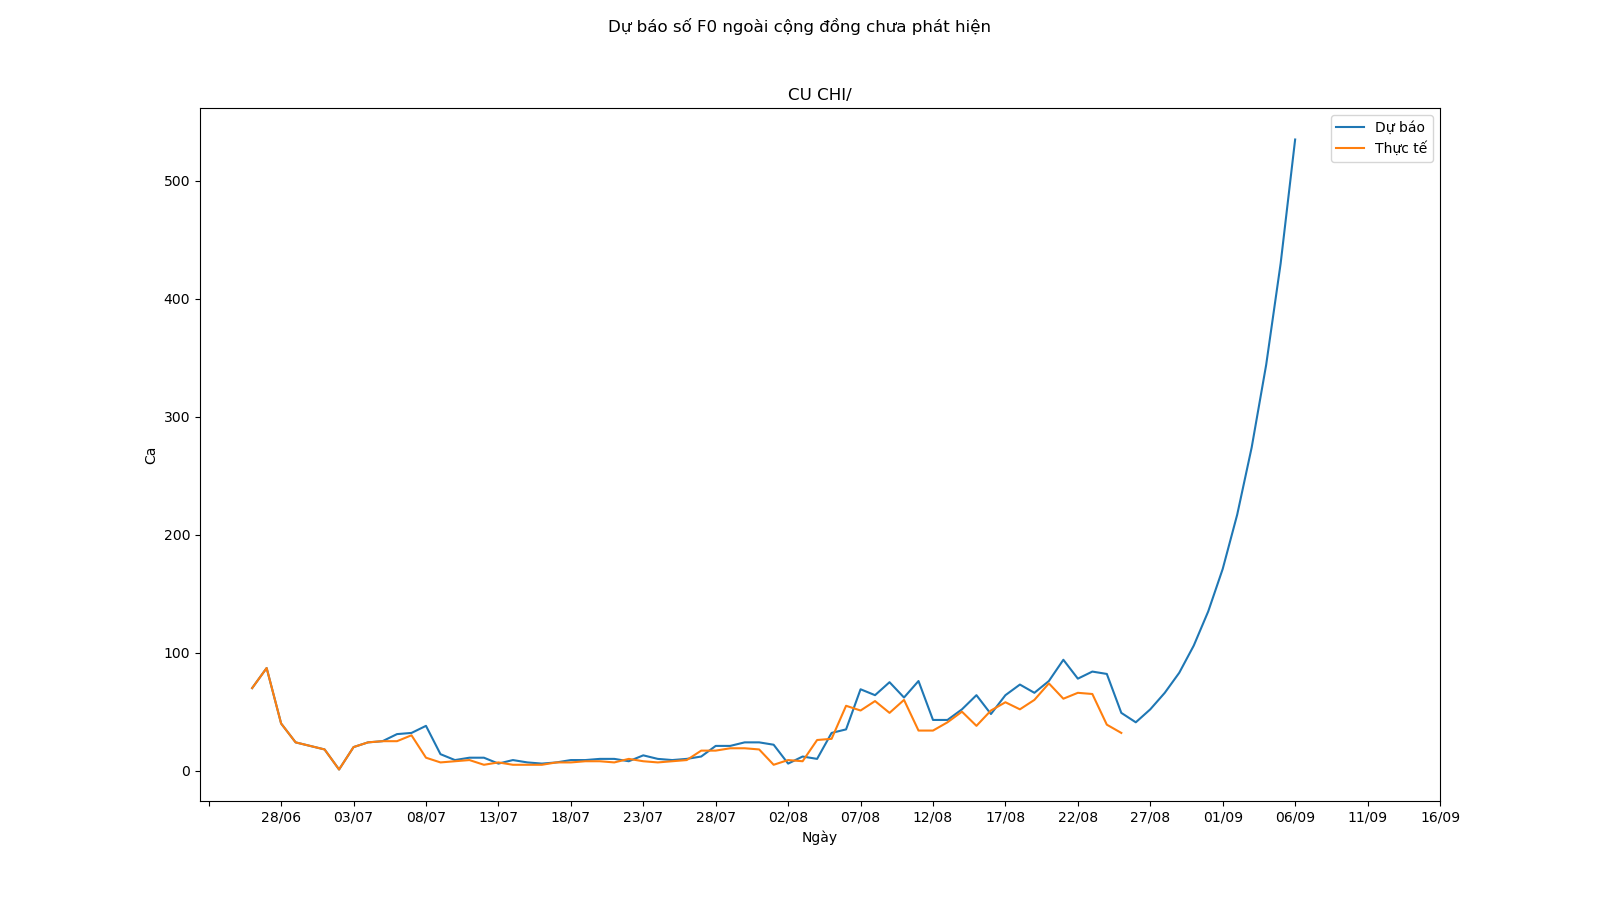 Dự báo số F0 ngoài cộng đồng chưa phát hiện
CU CHI/
Dự báo
Thực tế
500
400
300
200
100
0
Ca
28/06 03/07 08/07 13/07 18/07 23/07 28/07 02/08 07/08 12/08 17/08 22/08 27/08 01/09 06/09 11/09 16/09
Ngày